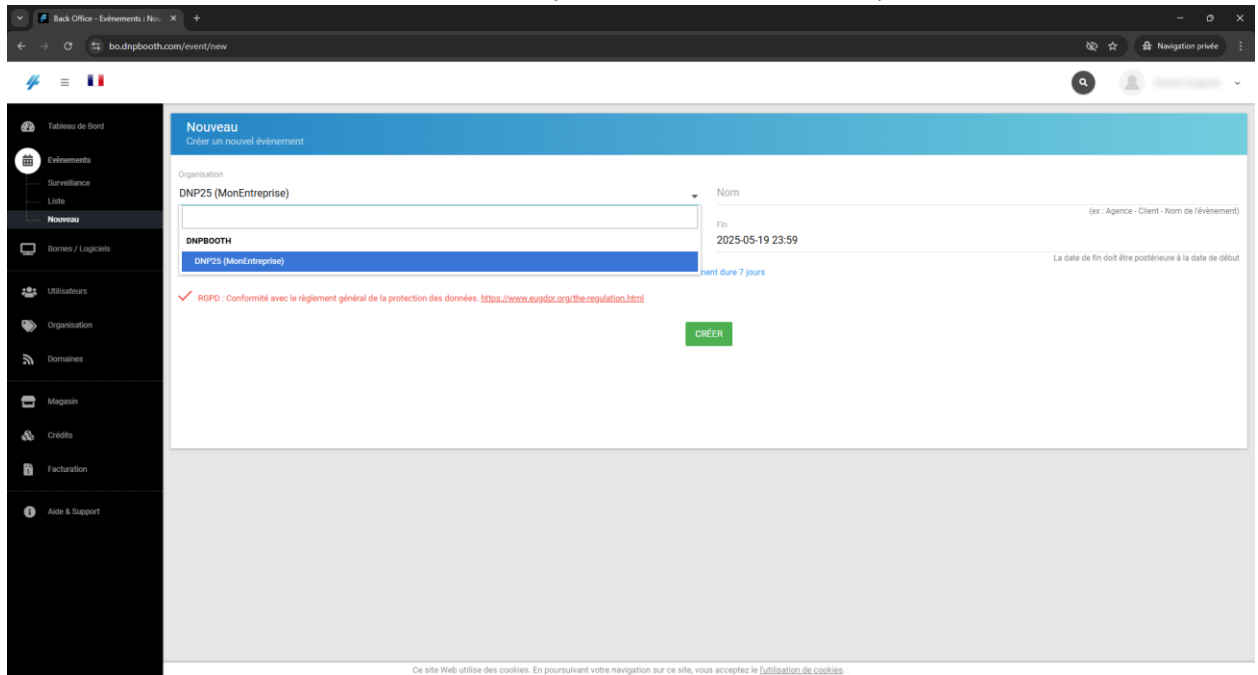 Back Office - Evènements : Nou
bo.dnpbooth.com/event/new
Navigation privée
Tableau de Bord
Evènements
Surveillance
Liste
Nouveau
Bornes / Logiciels
Utilisateurs
Organisation
Domaines
Magasin
Crédits
Facturation
Aide & Support
Nouveau
Créer un nouvel évènement
Organisation
DNP25 (MonEntreprise)
DNPBOOTH
DNP25 (MonEntreprise)
Nom
(ex : Agence - Client - Nom de l'évènement)
Fin
2025-05-19 23:59
La date de fin doit être postérieure à la date de début
dure 7 jours
RGPD : Conformité avec le règlement général de la protection des données. https://www.eugdpr.org/the-regulation.html
CRÉER
Ce site Web utilise des cookies. En poursuivant votre navigation sur ce site, vous acceptez le l'utilisation de cookies. .